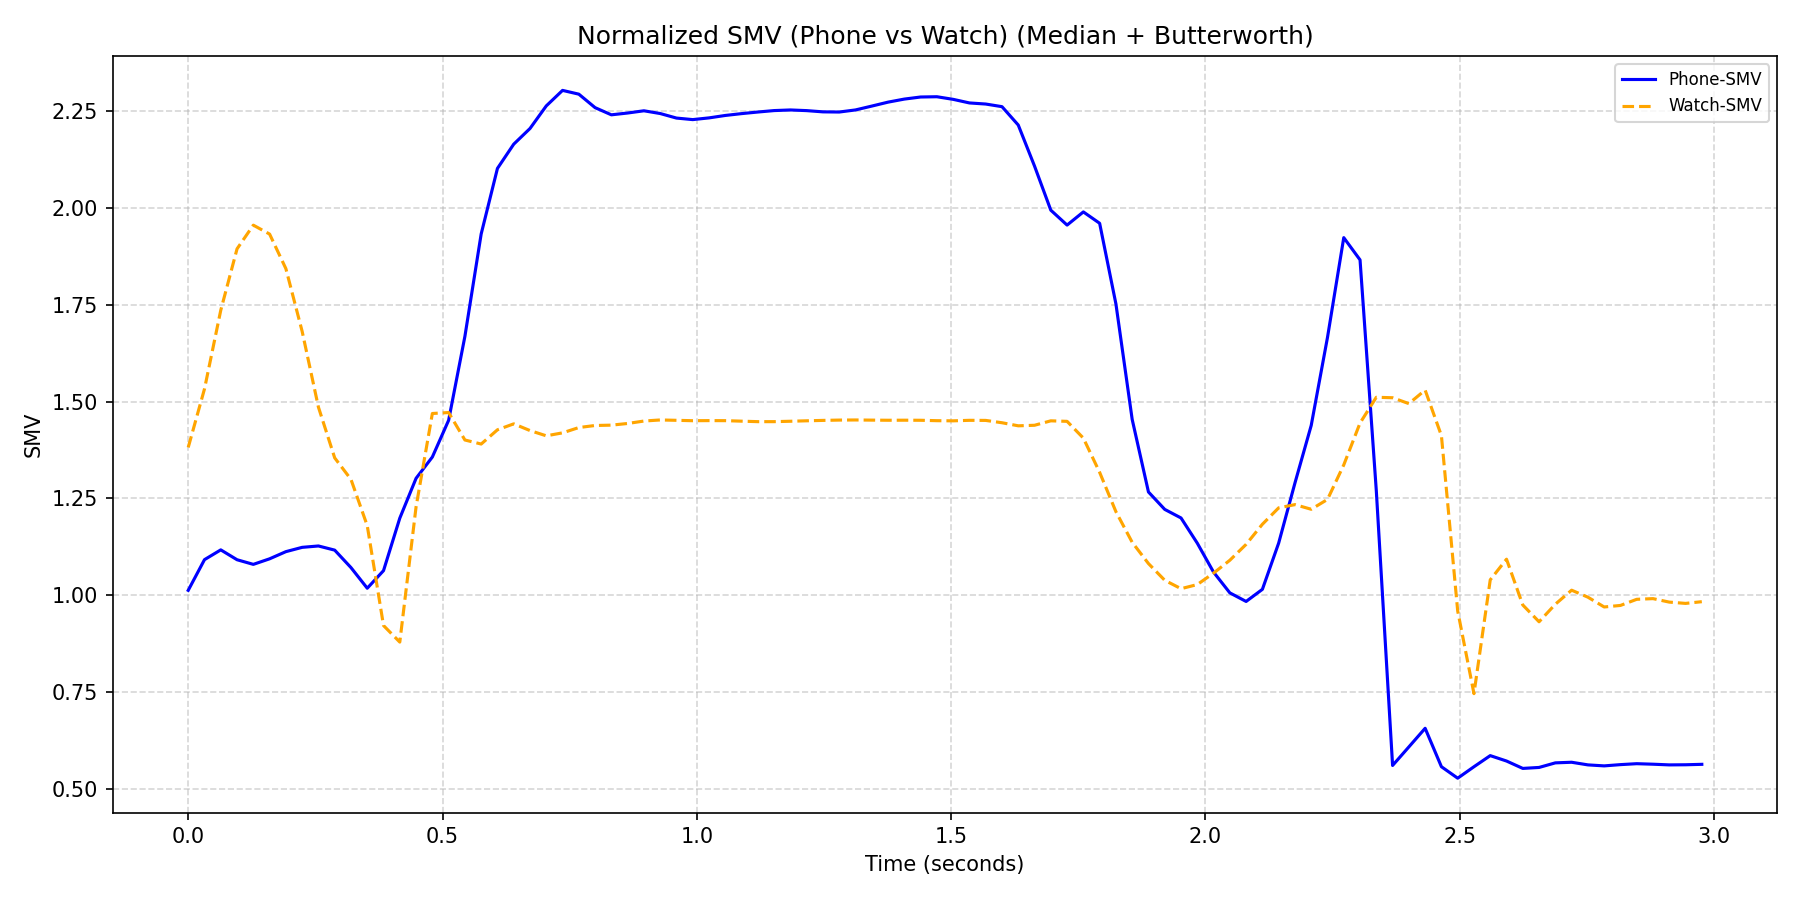 Normalized SMV (Phone vs Watch) (Median + Butterworth)
Phone-SMV
Watch-SMV
SMV
2.25
2.00
1.75
1.50
1.25
1.00
0.75
0.50
0.0 0.5 1.0 1.5 2.0 2.5 3.0
Time (seconds)